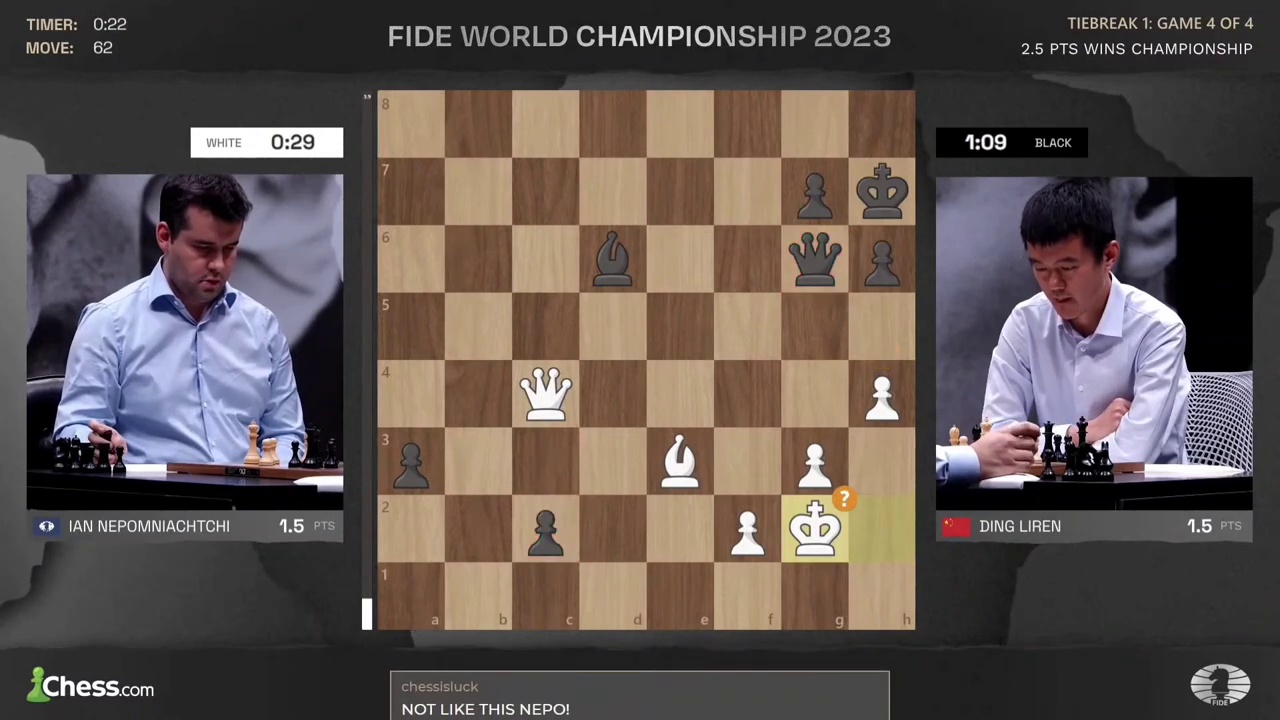 TIMER: 0:22
MOVE: 62
FIDE WORLD CHAMPIONSHIP 2023
TIEBREAK 1: GAME 4 OF 4
2.5 PTS WINS CHAMPIONSHIP
WHITE 0:29
1:09 BLACK
8
7
6
5
4
3
2
1
a b c d e f g h
?
IAN NEPOMNIACHTCHI 1.5 PTS
DING LIREN 1.5 PTS
Chess.com
chessisluck
NOT LIKE THIS NEPO!
FIDE